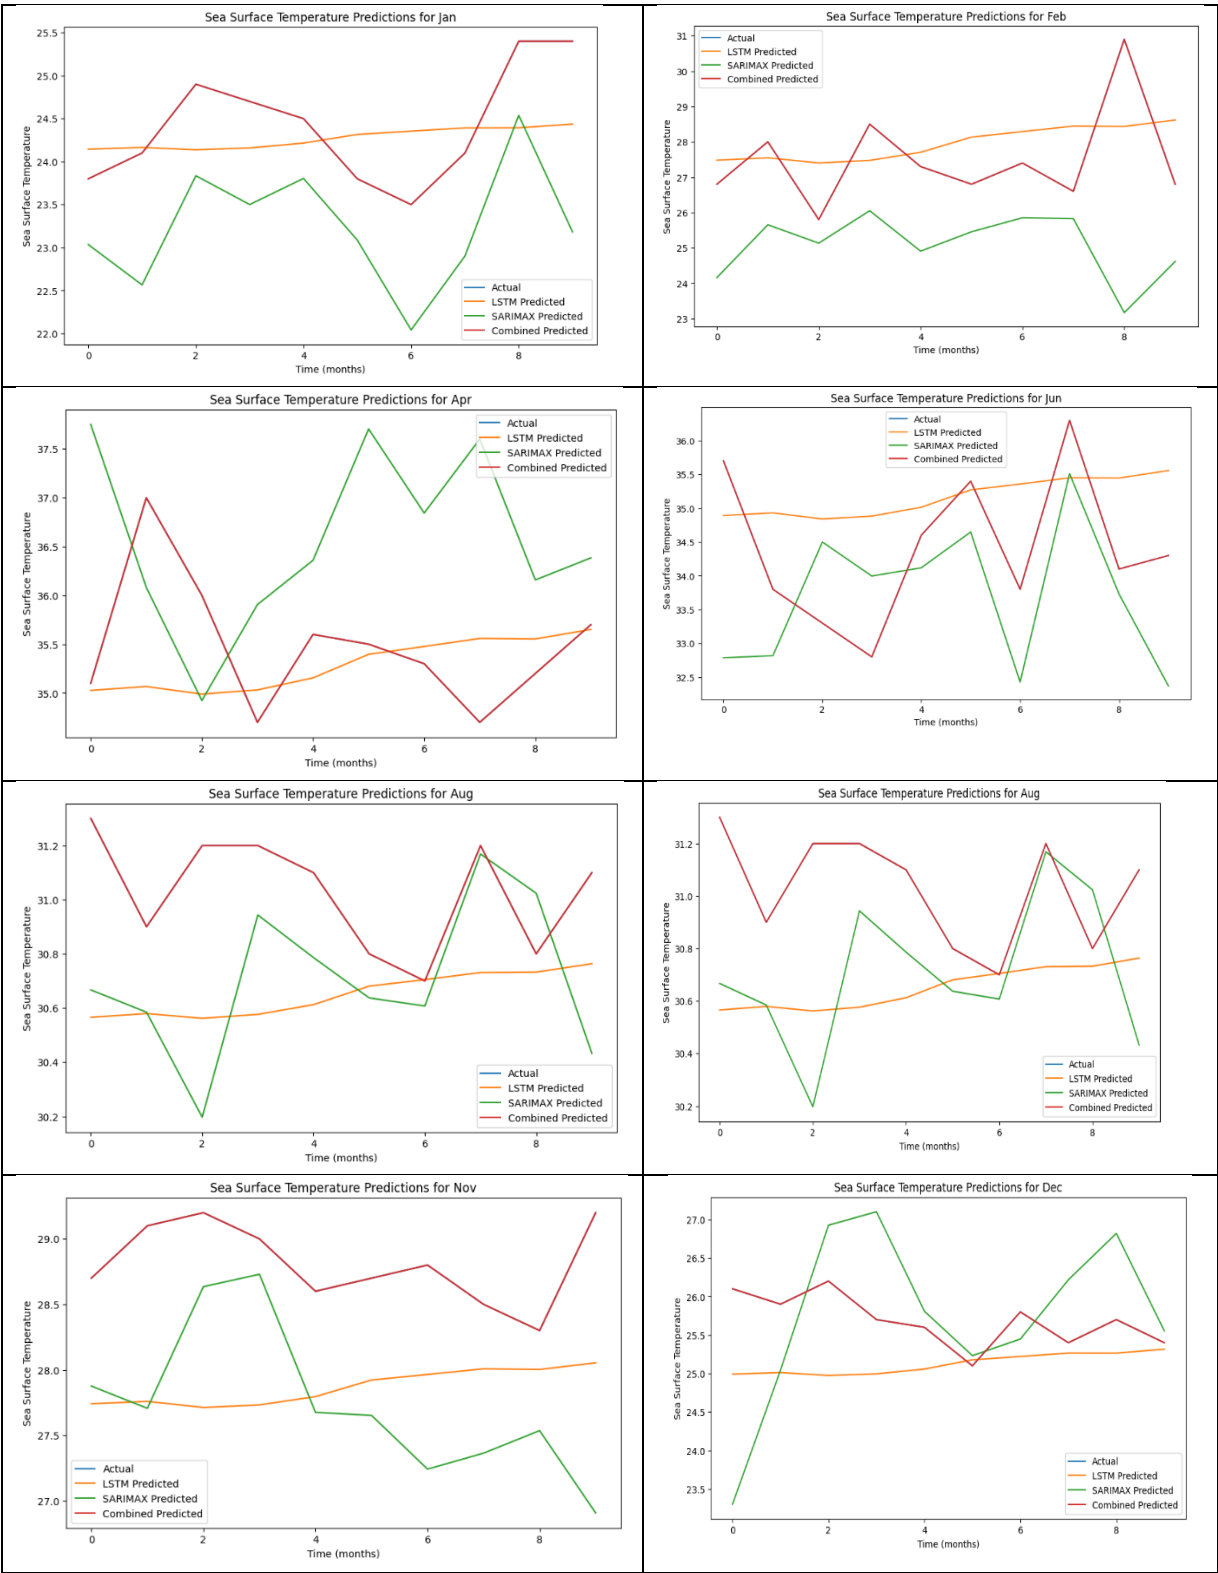 Sea Surface Temperature Predictions for Jan
25.5
25.0
24.5
24.0
23.5
23.0
22.5
22.0
Sea Surface Temperature
Actual
LSTM Predicted
SARIMAX Predicted
Combined Predicted
0 2 4 6 8
Time (months)
Sea Surface Temperature Predictions for Feb
31
30
29
28
27
26
25
24
23
Sea Surface Temperature
Actual
LSTM Predicted
SARIMAX Predicted
Combined Predicted
0 2 4 6 8
Time (months)
Sea Surface Temperature Predictions for Apr
37.5
37.0
36.5
36.0
35.5
35.0
Sea Surface Temperature
Actual
LSTM Predicted
SARIMAX Predicted
Combined Predicted
0 2 4 6 8
Time (months)
Sea Surface Temperature Predictions for Jun
36.0
35.5
35.0
34.5
34.0
33.5
33.0
32.5
Sea Surface Temperature
Actual
LSTM Predicted
SARIMAX Predicted
Combined Predicted
0 2 4 6 8
Time (months)
Sea Surface Temperature Predictions for Aug
31.2
31.0
30.8
30.6
30.4
30.2
Sea Surface Temperature
Actual
LSTM Predicted
SARIMAX Predicted
Combined Predicted
0 2 4 6 8
Time (months)
Sea Surface Temperature Predictions for Aug
31.2
31.0
30.8
30.6
30.4
30.2
Sea Surface Temperature
Actual
LSTM Predicted
SARIMAX Predicted
Combined Predicted
0 2 4 6 8
Time (months)
Sea Surface Temperature Predictions for Nov
29.0
28.5
28.0
27.5
27.0
Sea Surface Temperature
Actual
LSTM Predicted
SARIMAX Predicted
Combined Predicted
0 2 4 6 8
Time (months)
Sea Surface Temperature Predictions for Dec
27.0
26.5
26.0
25.5
25.0
24.5
24.0
23.5
Sea Surface Temperature
Actual
LSTM Predicted
SARIMAX Predicted
Combined Predicted
0 2 4 6 8
Time (months)